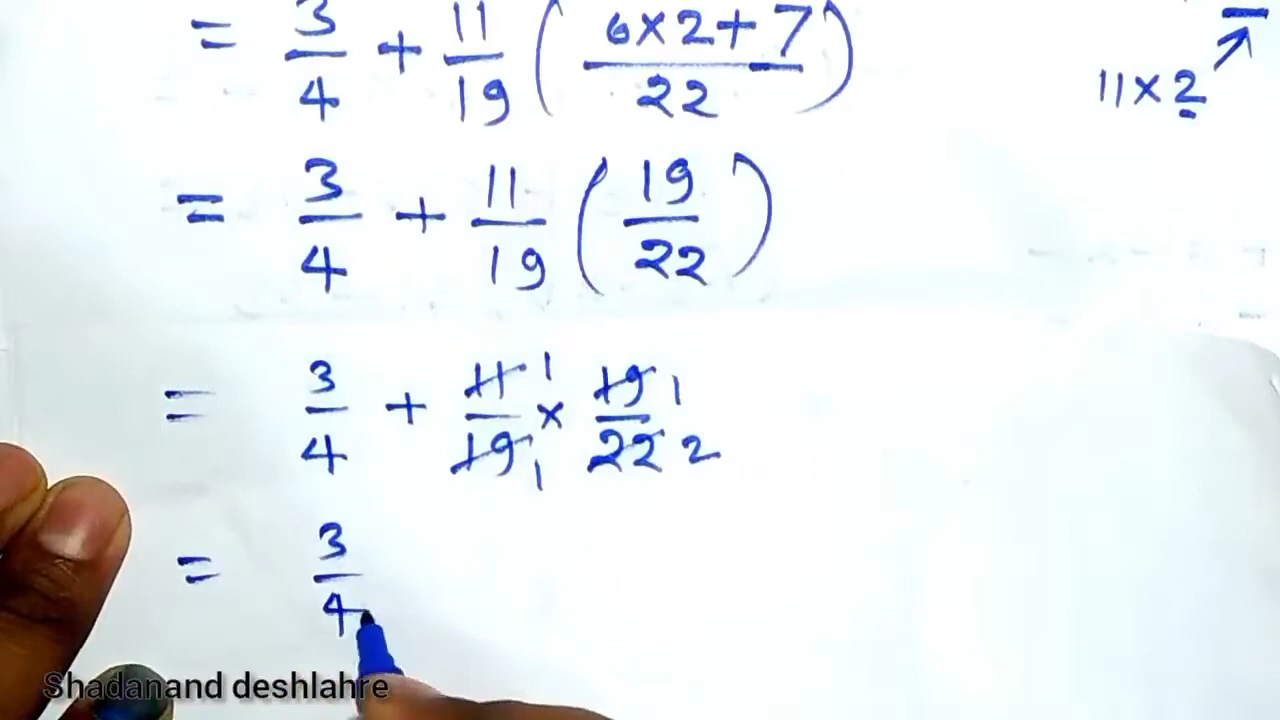 = 3/4 + 11/19 ( (6×2+7)/22 )
11×2
= 3/4 + 11/19 ( 19/22 )
= 3/4 + 11/19 1/1 × 19/22 1/2
= 3/4
Shadanand deshlahre